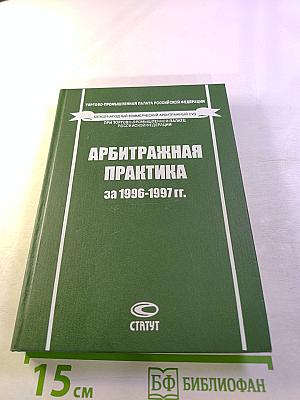 ТОРГОВО-ПРОМЫШЛЕННАЯ ПАЛАТА РОССИЙСКОЙ ФЕДЕРАЦИИ
МЕЖДУНАРОДНЫЙ КОММЕРЧЕСКИЙ АРБИТРАЖНЫЙ СУД
ПРИ ТОРГОВО-ПРОМЫШЛЕННОЙ ПАЛАТЕ
РОССИЙСКОЙ ФЕДЕРАЦИИ
АРБИТРАЖНАЯ
ПРАКТИКА
за 1996-1997 гг.
СТАТУТ
15 см
БФ БИБЛИОФАН